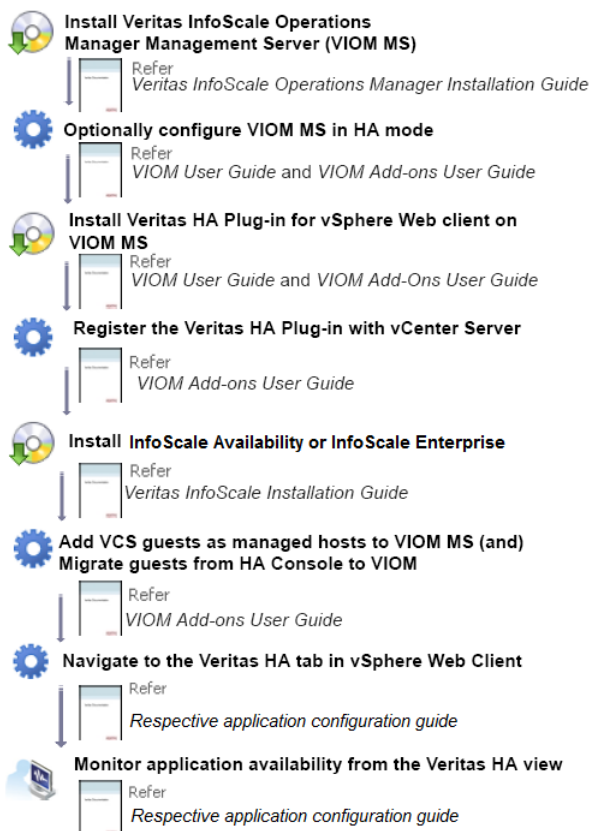 Install Veritas InfoScale Operations
Manager Management Server (VIOM MS)
Refer
Veritas InfoScale Operations Manager Installation Guide
Optionally configure VIOM MS in HA mode
Refer
VIOM User Guide and VIOM Add-ons User Guide
Install Veritas HA Plug-in for vSphere Web client on
VIOM MS
Refer
VIOM User Guide and VIOM Add-Ons User Guide
Register the Veritas HA Plug-in with vCenter Server
Refer
VIOM Add-ons User Guide
Install InfoScale Availability or InfoScale Enterprise
Refer
Veritas InfoScale Installation Guide
Add VCS guests as managed hosts to VIOM MS (and)
Migrate guests from HA Console to VIOM
Refer
VIOM Add-ons User Guide
Navigate to the Veritas HA tab in vSphere Web Client
Refer
Respective application configuration guide
Monitor application availability from the Veritas HA view
Refer
Respective application configuration guide